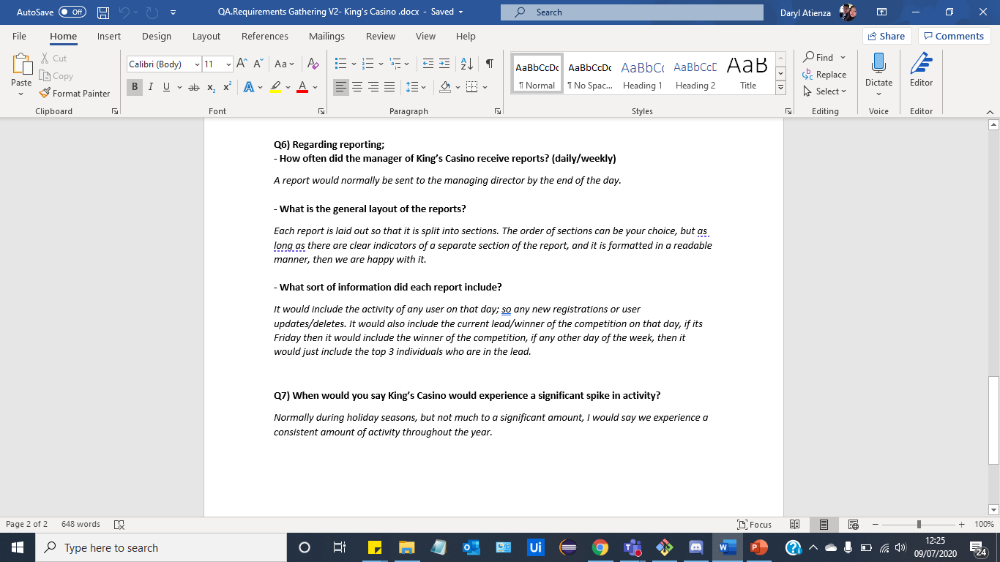 AutoSave Off QA.Requirements Gathering V2- King's Casino .docx - Saved Search Daryl Atienza
File Home Insert Design Layout References Mailings Review View Help Share Comments
Paste Cut Copy Format Painter
Calibri (Body) 11
AaBbCcDc AaBbCcDc AaBbCc AaBbCcD AaB
¶ Normal ¶ No Spac... Heading 1 Heading 2 Title
Find Replace Select
Dictate Editor
Clipboard Font Paragraph Styles Editing Voice Editor
Q6) Regarding reporting;
- How often did the manager of King’s Casino receive reports? (daily/weekly)
A report would normally be sent to the managing director by the end of the day.
- What is the general layout of the reports?
Each report is laid out so that it is split into sections. The order of sections can be your choice, but as
long as there are clear indicators of a separate section of the report, and it is formatted in a readable
manner, then we are happy with it.
- What sort of information did each report include?
It would include the activity of any user on that day; so any new registrations or user
updates/deletes. It would also include the current lead/winner of the competition on that day, if its
Friday then it would include the winner of the competition, if any other day of the week, then it
would just include the top 3 individuals who are in the lead.
Q7) When would you say King’s Casino would experience a significant spike in activity?
Normally during holiday seasons, but not much to a significant amount, I would say we experience a
consistent amount of activity throughout the year.
Page 2 of 2 648 words Focus 100%
Type here to search 12:25
09/07/2020 24